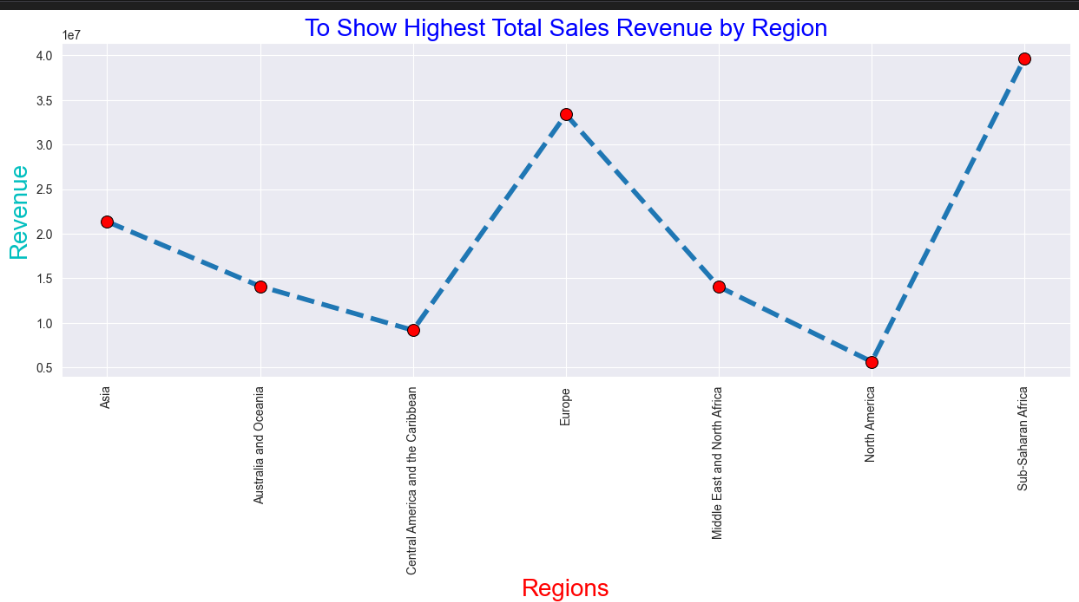 To Show Highest Total Sales Revenue by Region
1e7
4.0
3.5
3.0
2.5
2.0
1.5
1.0
0.5
Revenue
Asia
Australia and Oceania
Central America and the Caribbean
Europe
Middle East and North Africa
North America
Sub-Saharan Africa
Regions